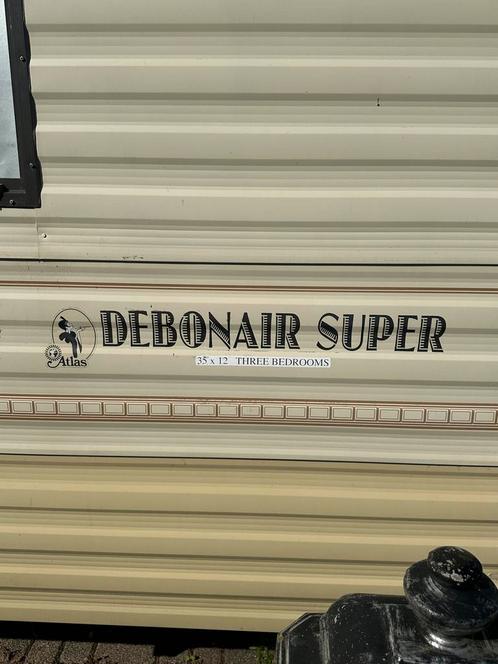 DEBONAIR SUPER
Atlas
35 x 12 THREE BEDROOMS